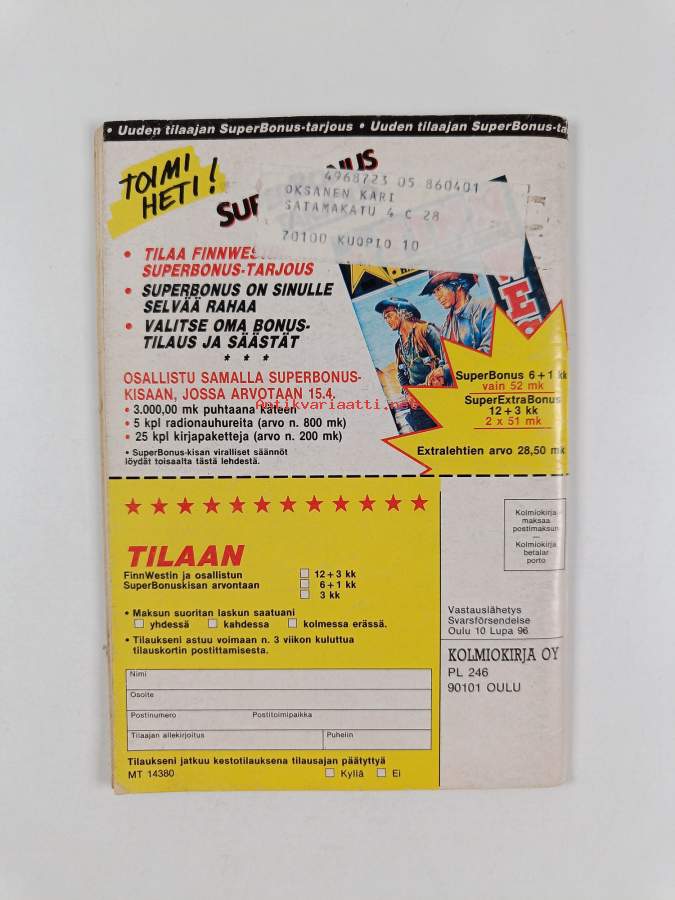 • Uuden tilaajan SuperBonus-tarjous • Uuden tilaajan SuperBonus-ta
TOIMI
HETI!
4968723 05 860401
OKSANEN KARI
SATAMAKATU 4 C 28
70100 KUOPIO 10
• TILAA FINNWES
SUPERBONUS-TARJOUS
• SUPERBONUS ON SINULLE
SELVÄÄ RAHAA
• VALITSE OMA BONUS-
TILAUS JA SÄÄSTÄT
* * *
OSALLISTU SAMALLA SUPERBONUS-
KISAAN, JOSSA ARVOTAAN 15.4.
• 3.000,00 mk puhtaana käteen
• 5 kpl radionauhureita (arvo n. 800 mk)
• 25 kpl kirjapaketteja (arvo n. 200 mk)
• SuperBonus-kisan viralliset säännöt
löydät toisaalta tästä lehdestä.
Antikvariaatti.net
SuperBonus 6 + 1 kk
vain 52 mk
SuperExtraBonus
12 + 3 kk
2 x 51 mk
Extralehtien arvo 28,50 mk
TILAAN
FinnWestin ja osallistun
SuperBonuskisan arvontaan
12 + 3 kk
6 + 1 kk
3 kk
• Maksun suoritan laskun saatuani
yhdessä kahdessa kolmessa erässä.
• Tilaukseni astuu voimaan n. 3 viikon kuluttua
tilauskortin postittamisesta.
Nimi
Osoite
Postinumero Postitoimipaikka
Tilaajan allekirjoitus Puhelin
Tilaukseni jatkuu kestotilauksena tilausajan päätyttyä
MT 14380 Kyllä Ei
Kolmiokirja
maksaa
postimaksun
—
Kolmiokirja
betalar
porto
Vastauslähetys
Svarsförsendelse
Oulu 10 Lupa 96
KOLMIOKIRJA OY
PL 246
90101 OULU